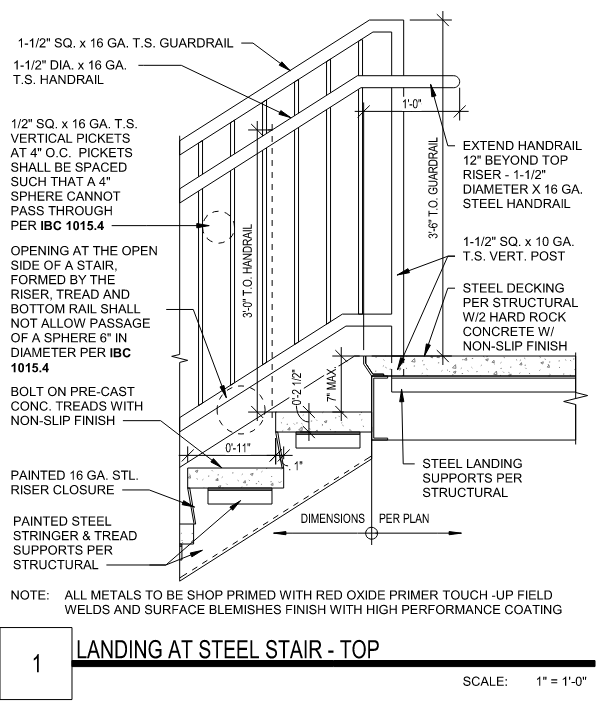 1-1/2" SQ. x 16 GA. T.S. GUARDRAIL
1-1/2" DIA. x 16 GA.
T.S. HANDRAIL
1/2" SQ. x 16 GA. T.S.
VERTICAL PICKETS
AT 4" O.C. PICKETS
SHALL BE SPACED
SUCH THAT A 4"
SPHERE CANNOT
PASS THROUGH
PER IBC 1015.4
OPENING AT THE OPEN
SIDE OF A STAIR,
FORMED BY THE
RISER, TREAD AND
BOTTOM RAIL SHALL
NOT ALLOW PASSAGE
OF A SPHERE 6" IN
DIAMETER PER IBC
1015.4
BOLT ON PRE-CAST
CONC. TREADS WITH
NON-SLIP FINISH
PAINTED 16 GA. STL.
RISER CLOSURE
PAINTED STEEL
STRINGER & TREAD
SUPPORTS PER
STRUCTURAL
3'-0" T.O. HANDRAIL
0'-11"
1"
0'-2 1/2"
7" MAX.
1'-0"
3'-6" T.O. GUARDRAIL
EXTEND HANDRAIL
12" BEYOND TOP
RISER - 1-1/2"
DIAMETER X 16 GA.
STEEL HANDRAIL
1-1/2" SQ. x 10 GA.
T.S. VERT. POST
STEEL DECKING
PER STRUCTURAL
W/2 HARD ROCK
CONCRETE W/
NON-SLIP FINISH
STEEL LANDING
SUPPORTS PER
STRUCTURAL
DIMENSIONS PER PLAN
NOTE: ALL METALS TO BE SHOP PRIMED WITH RED OXIDE PRIMER TOUCH -UP FIELD
WELDS AND SURFACE BLEMISHES FINISH WITH HIGH PERFORMANCE COATING
1
LANDING AT STEEL STAIR - TOP
SCALE: 1" = 1'-0"